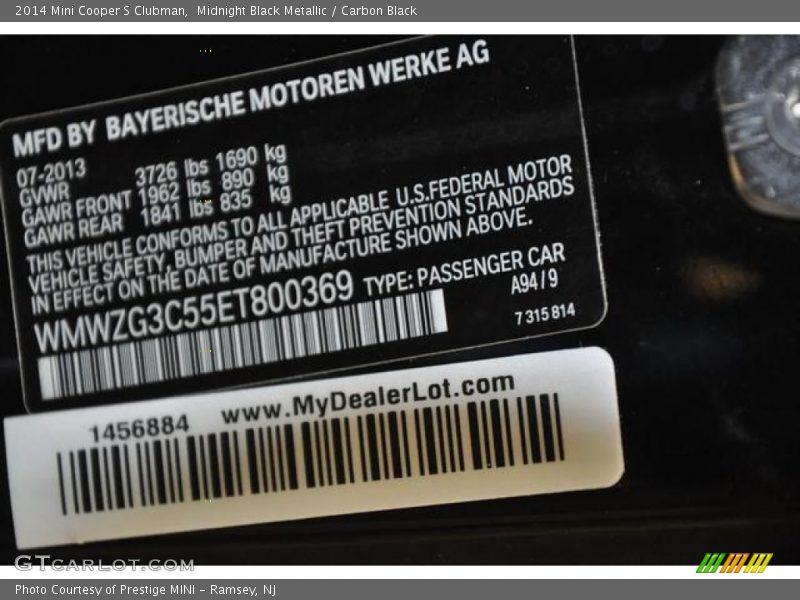 2014 Mini Cooper S Clubman, Midnight Black Metallic / Carbon Black
MFD BY BAYERISCHE MOTOREN WERKE AG
07-2013
GVWR 3726 lbs 1690 kg
GAWR FRONT 1962 lbs 890 kg
GAWR REAR 1841 lbs 835 kg
THIS VEHICLE CONFORMS TO ALL APPLICABLE U.S.FEDERAL MOTOR
VEHICLE SAFETY, BUMPER AND THEFT PREVENTION STANDARDS
IN EFFECT ON THE DATE OF MANUFACTURE SHOWN ABOVE.
WMWZG3C55ET800369 TYPE: PASSENGER CAR
A94 / 9
7 315 814
1456884 www.MyDealerLot.com
GTCARLOT.COM
Photo Courtesy of Prestige MINI - Ramsey, NJ